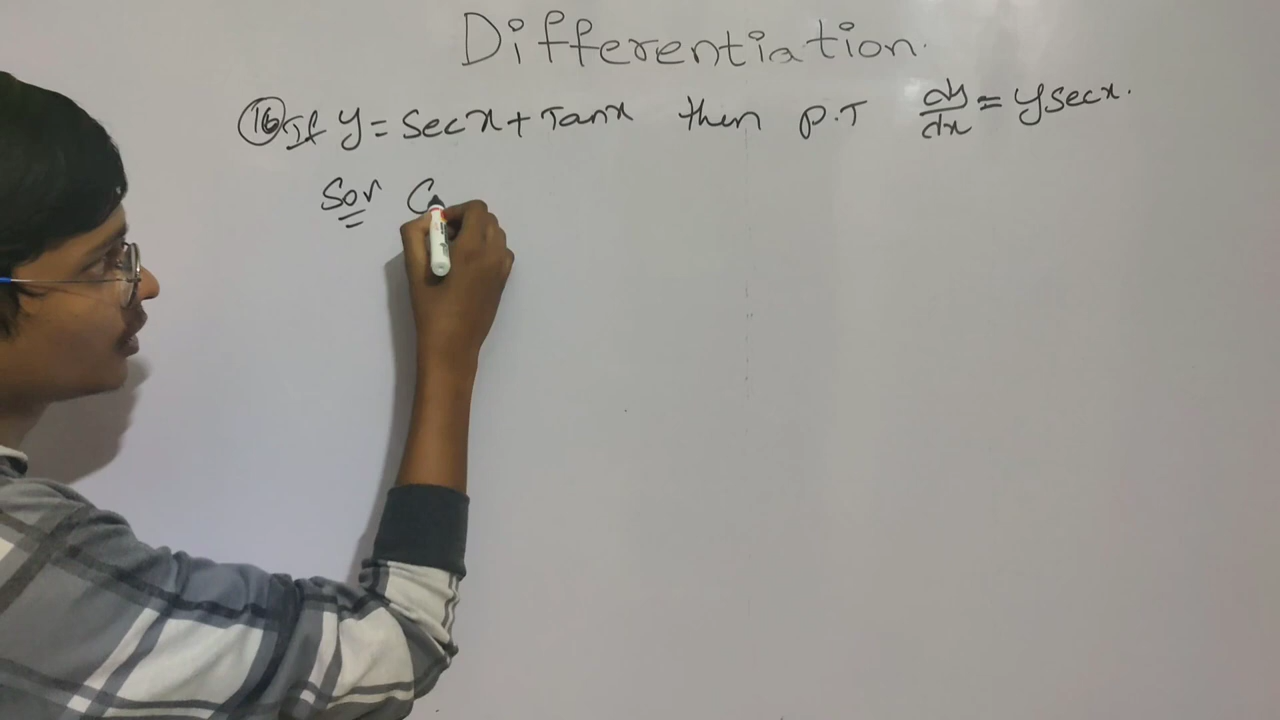 Differentiation.
16 If y = secx + Tanx then P.T dy/dx = ysecx.
Sol G